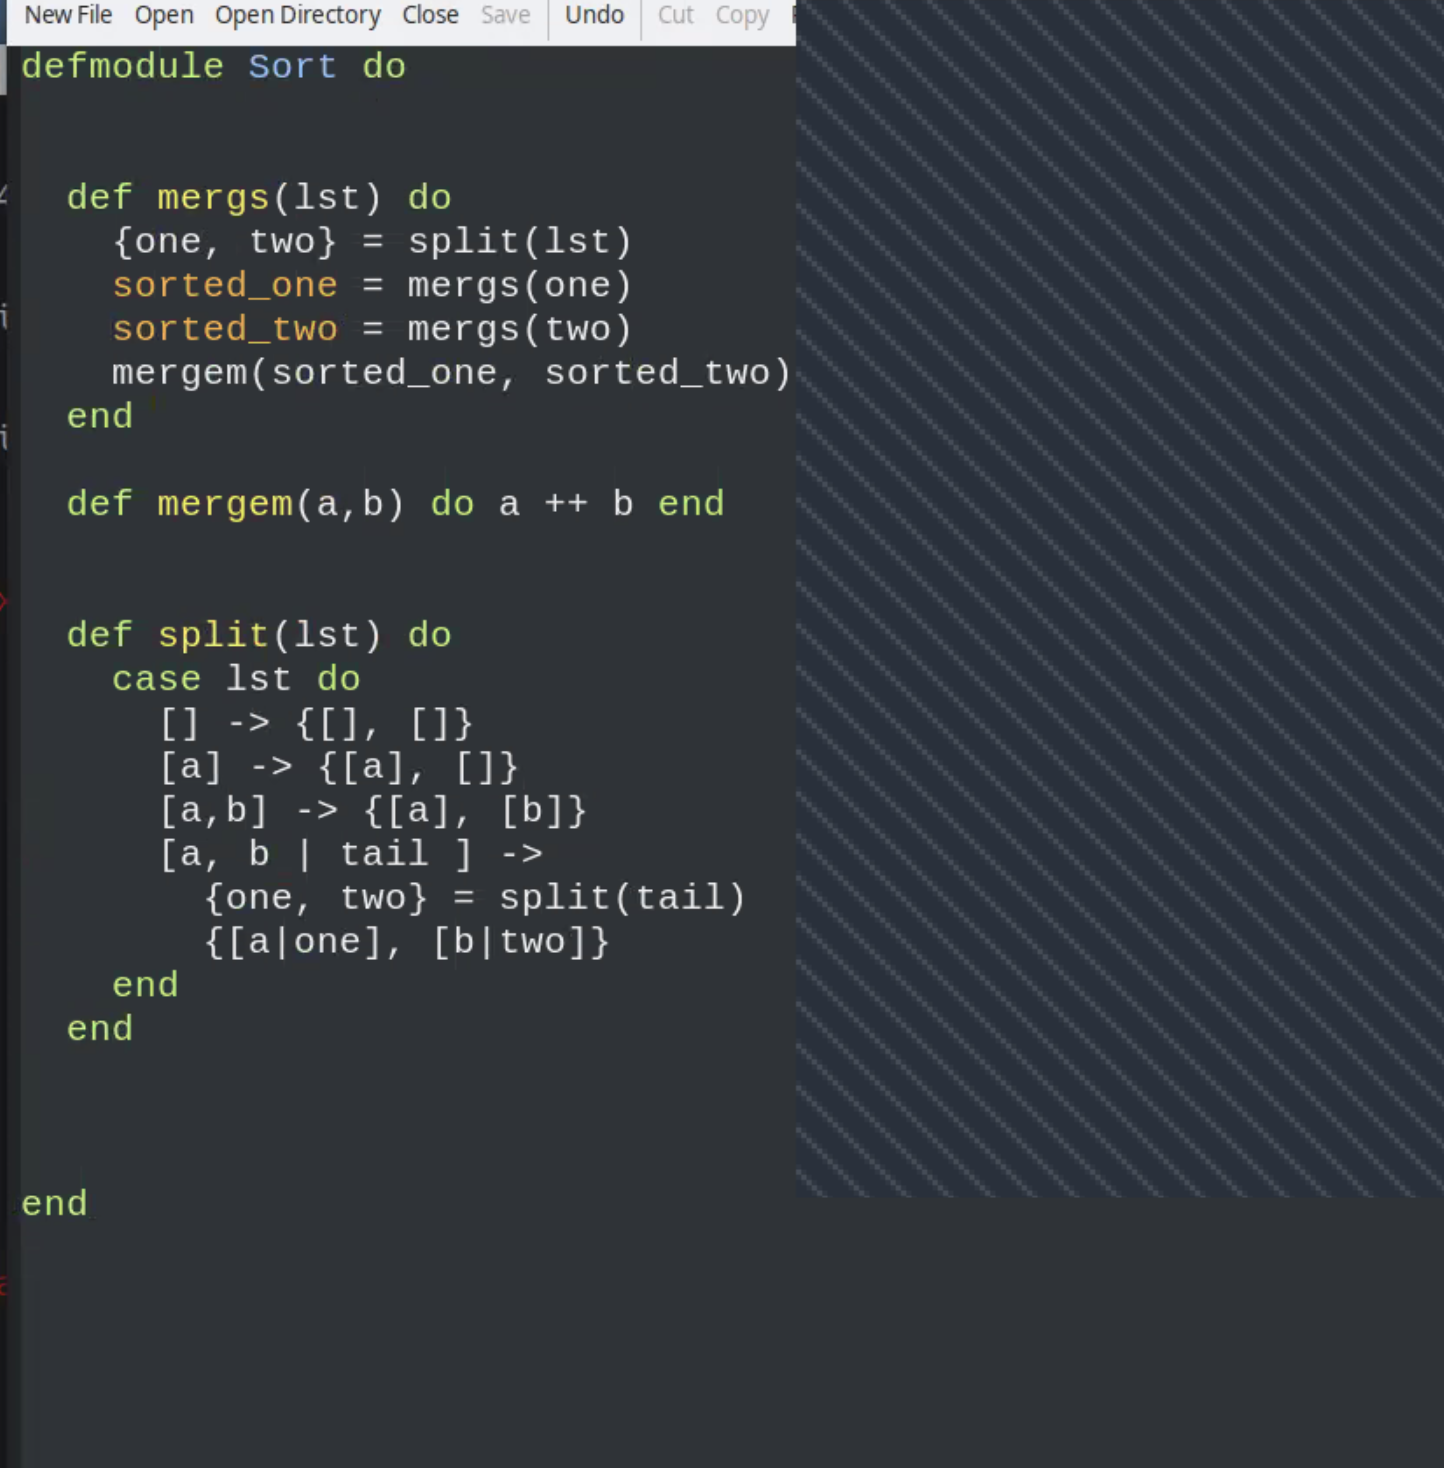 New File Open Open Directory Close Save Undo Cut Copy
defmodule Sort do
def mergs(lst) do
{one, two} = split(lst)
sorted_one = mergs(one)
sorted_two = mergs(two)
mergem(sorted_one, sorted_two)
end
def mergem(a,b) do a ++ b end
def split(lst) do
case lst do
[] -> {[], []}
[a] -> {[a], []}
[a,b] -> {[a], [b]}
[a, b | tail ] ->
{one, two} = split(tail)
{[a|one], [b|two]}
end
end
end